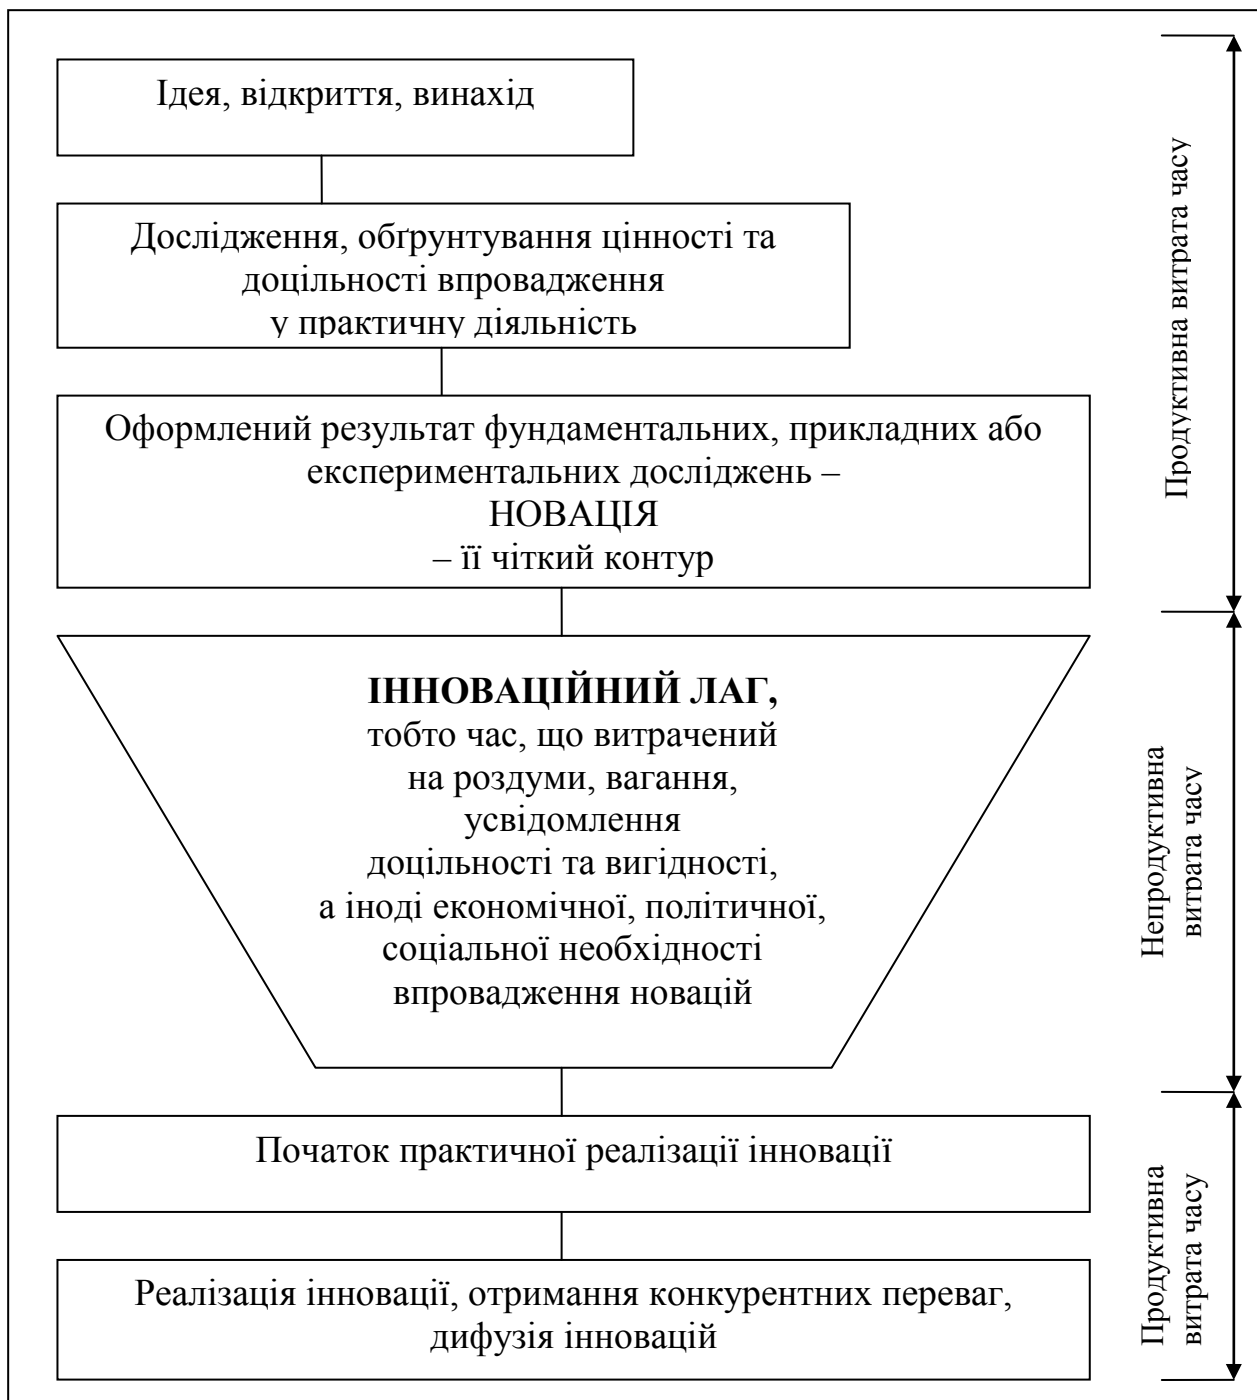 Ідея, відкриття, винахід
Дослідження, обґрунтування цінності та
доцільності впровадження
у практичну діяльність
Оформлений результат фундаментальних, прикладних або
експериментальних досліджень –
НОВАЦІЯ
– її чіткий контур
Продуктивна витрата часу
ІННОВАЦІЙНИЙ ЛАГ,
тобто час, що витрачений
на роздуми, вагання,
усвідомлення
доцільності та вигідності,
а іноді економічної, політичної,
соціальної необхідності
впровадження новацій
Непродуктивна
витрата часу
Початок практичної реалізації інновації
Реалізація інновації, отримання конкурентних переваг,
дифузія інновацій
Продуктивна
витрата часу